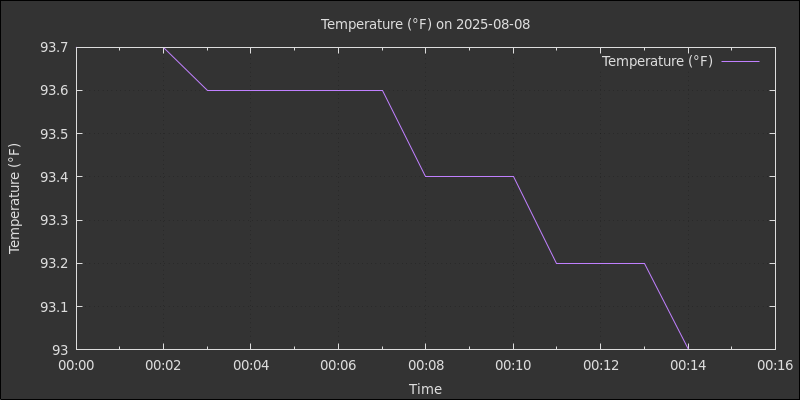 Temperature (°F) on 2025-08-08
Temperature (°F)
93.7
93.6
93.5
93.4
93.3
93.2
93.1
93
Temperature (°F)
00:00 00:02 00:04 00:06 00:08 00:10 00:12 00:14 00:16
Time